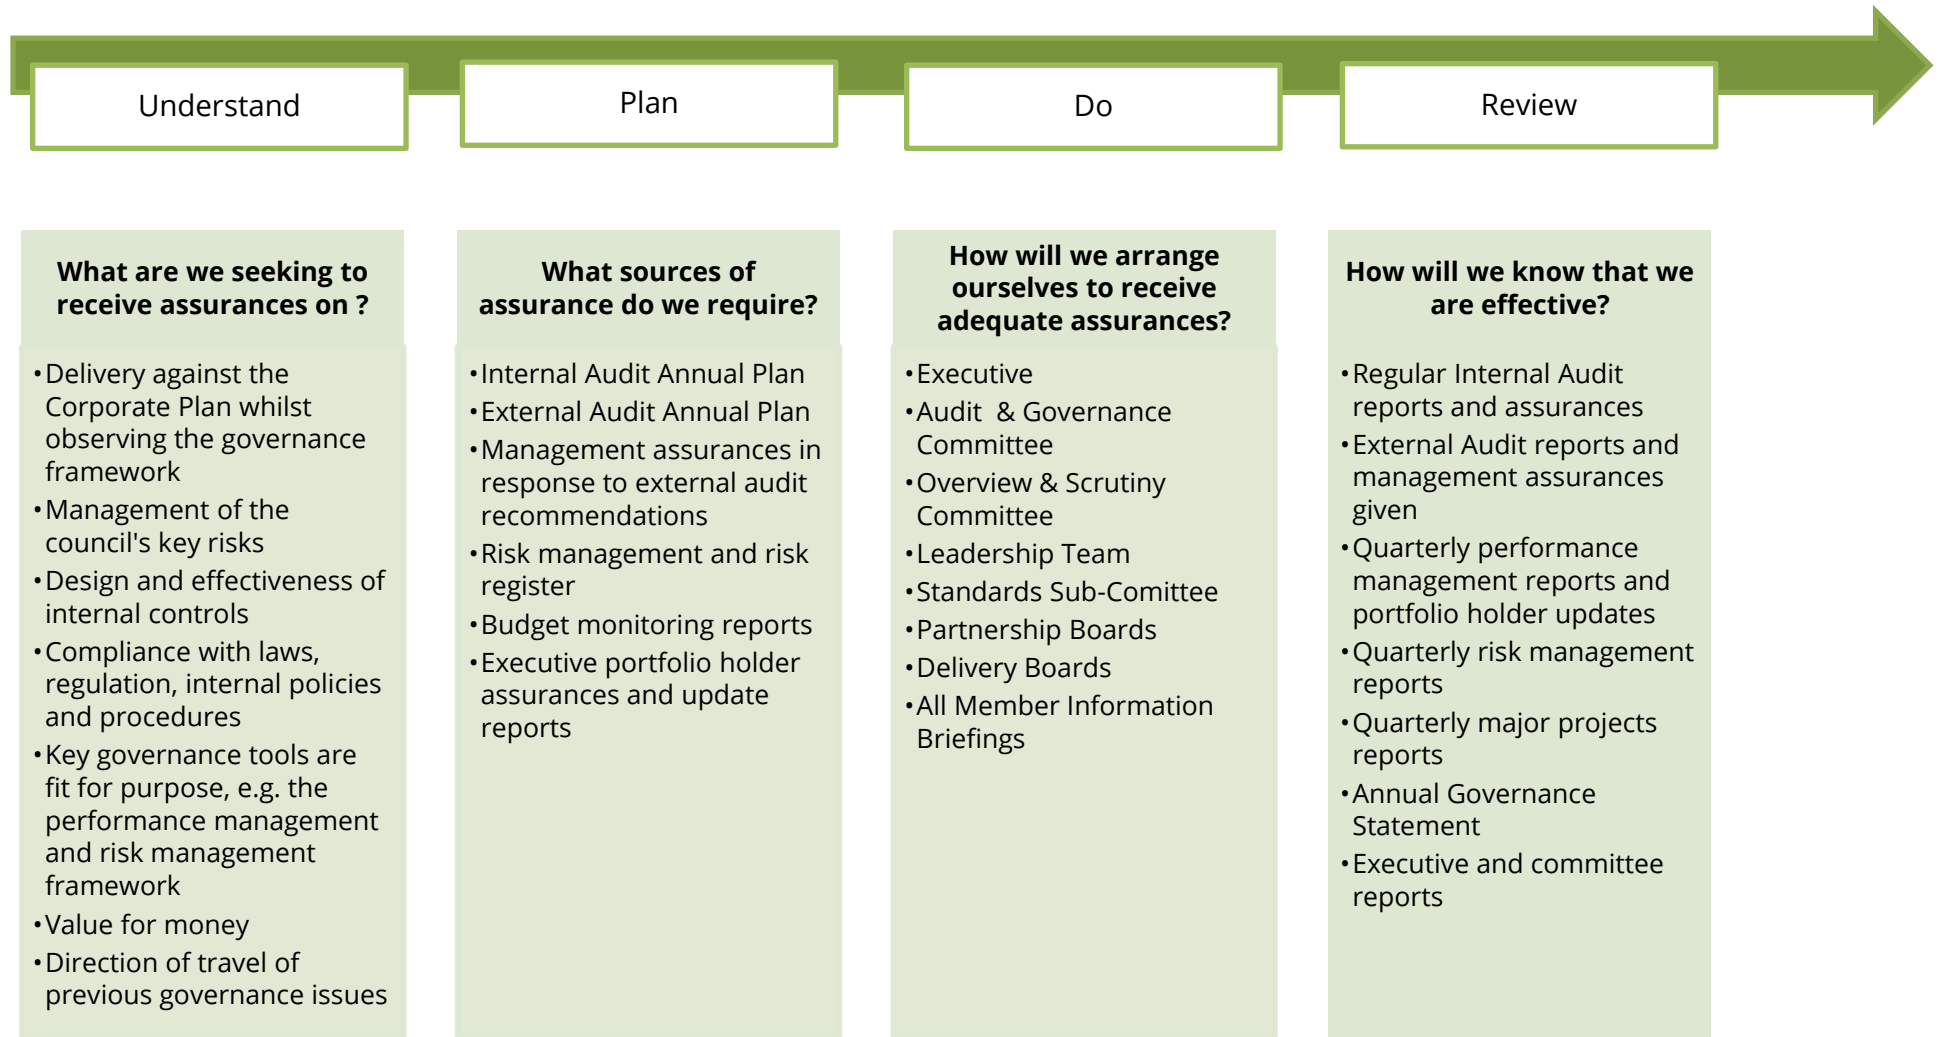 Understand
Plan
Do
Review
What are we seeking to
receive assurances on ?
•Delivery against the
Corporate Plan whilst
observing the governance
framework
•Management of the
council's key risks
•Design and effectiveness of
internal controls
•Compliance with laws,
regulation, internal policies
and procedures
•Key governance tools are
fit for purpose, e.g. the
performance management
and risk management
framework
•Value for money
•Direction of travel of
previous governance issues
What sources of
assurance do we require?
•Internal Audit Annual Plan
•External Audit Annual Plan
•Management assurances in
response to external audit
recommendations
•Risk management and risk
register
•Budget monitoring reports
•Executive portfolio holder
assurances and update
reports
How will we arrange
ourselves to receive
adequate assurances?
•Executive
•Audit & Governance
Committee
•Overview & Scrutiny
Committee
•Leadership Team
•Standards Sub-Comittee
•Partnership Boards
•Delivery Boards
•All Member Information
Briefings
How will we know that we
are effective?
•Regular Internal Audit
reports and assurances
•External Audit reports and
management assurances
given
•Quarterly performance
management reports and
portfolio holder updates
•Quarterly risk management
reports
•Quarterly major projects
reports
•Annual Governance
Statement
•Executive and committee
reports